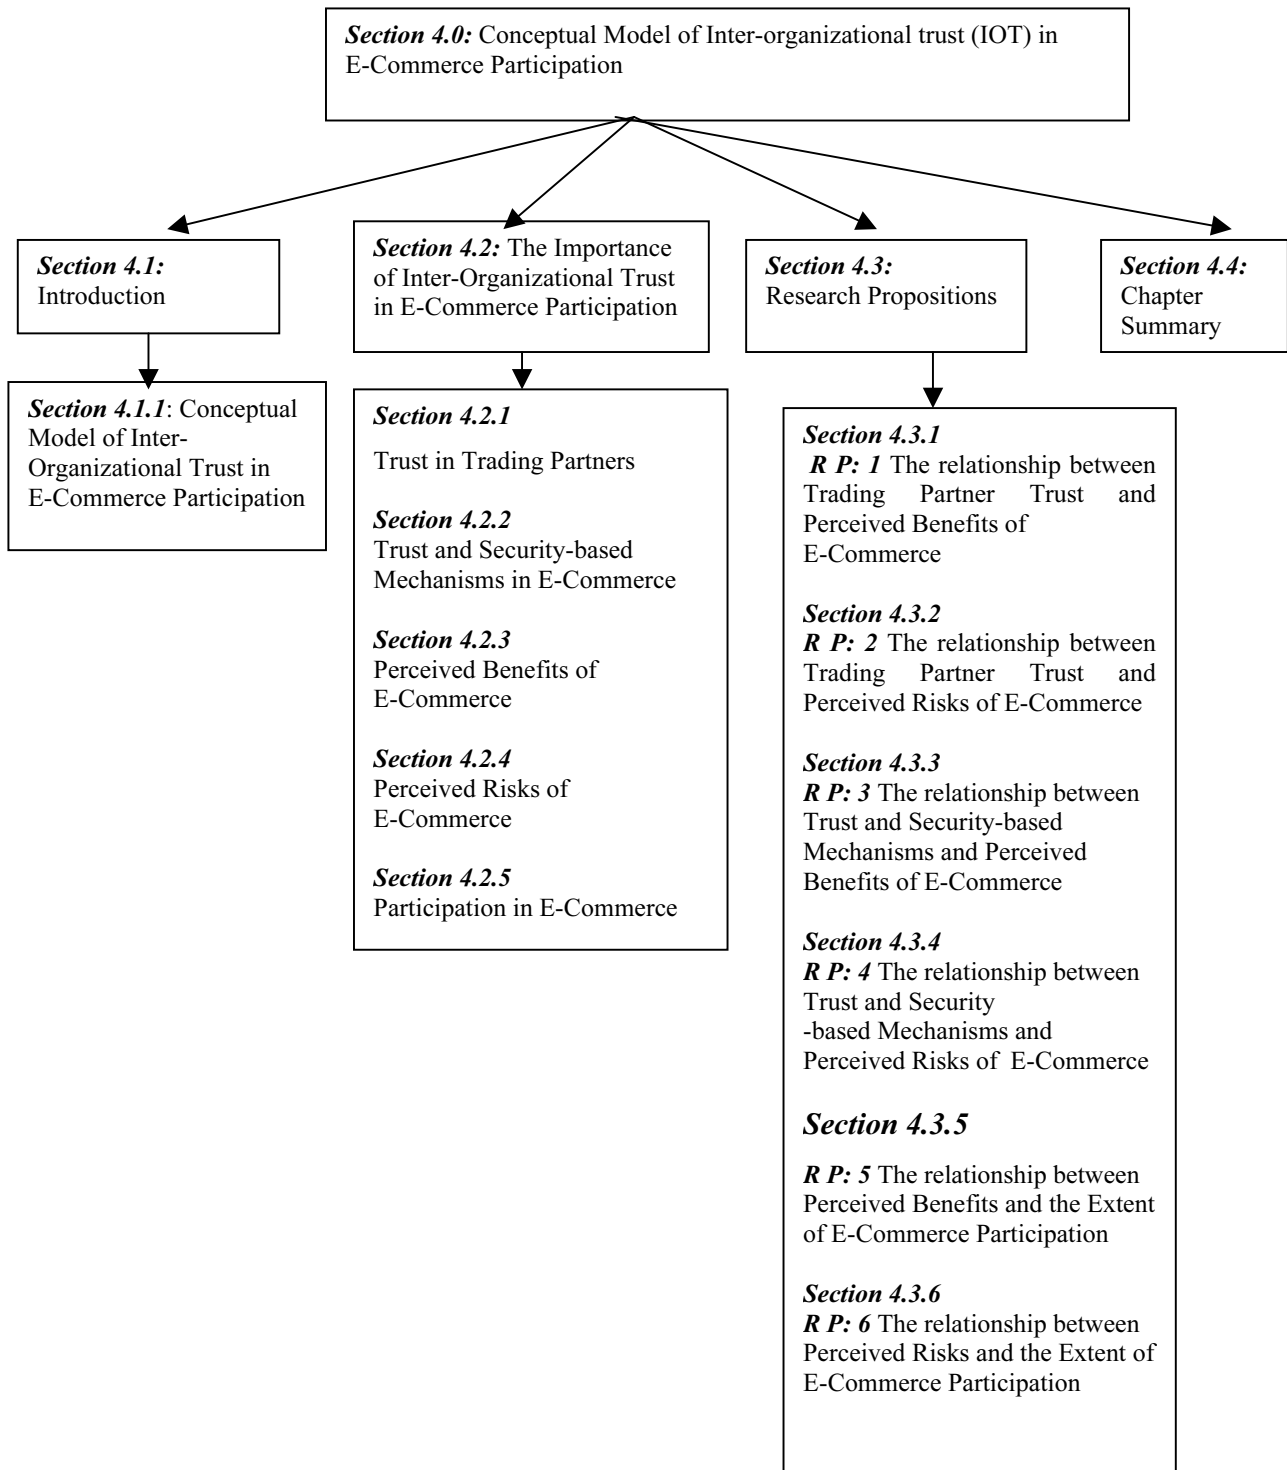 Section 4.0: Conceptual Model of Inter-organizational trust (IOT) in
E-Commerce Participation
Section 4.1:
Introduction
Section 4.2: The Importance
of Inter-Organizational Trust
in E-Commerce Participation
Section 4.3:
Research Propositions
Section 4.4:
Chapter
Summary
Section 4.1.1: Conceptual
Model of Inter-
Organizational Trust in
E-Commerce Participation
Section 4.2.1
Trust in Trading Partners
Section 4.2.2
Trust and Security-based
Mechanisms in E-Commerce
Section 4.2.3
Perceived Benefits of
E-Commerce
Section 4.2.4
Perceived Risks of
E-Commerce
Section 4.2.5
Participation in E-Commerce
Section 4.3.1
R P: 1 The relationship between
Trading Partner Trust and
Perceived Benefits of
E-Commerce
Section 4.3.2
R P: 2 The relationship between
Trading Partner Trust and
Perceived Risks of E-Commerce
Section 4.3.3
R P: 3 The relationship between
Trust and Security-based
Mechanisms and Perceived
Benefits of E-Commerce
Section 4.3.4
R P: 4 The relationship between
Trust and Security
-based Mechanisms and
Perceived Risks of E-Commerce
Section 4.3.5
R P: 5 The relationship between
Perceived Benefits and the Extent
of E-Commerce Participation
Section 4.3.6
R P: 6 The relationship between
Perceived Risks and the Extent of
E-Commerce Participation